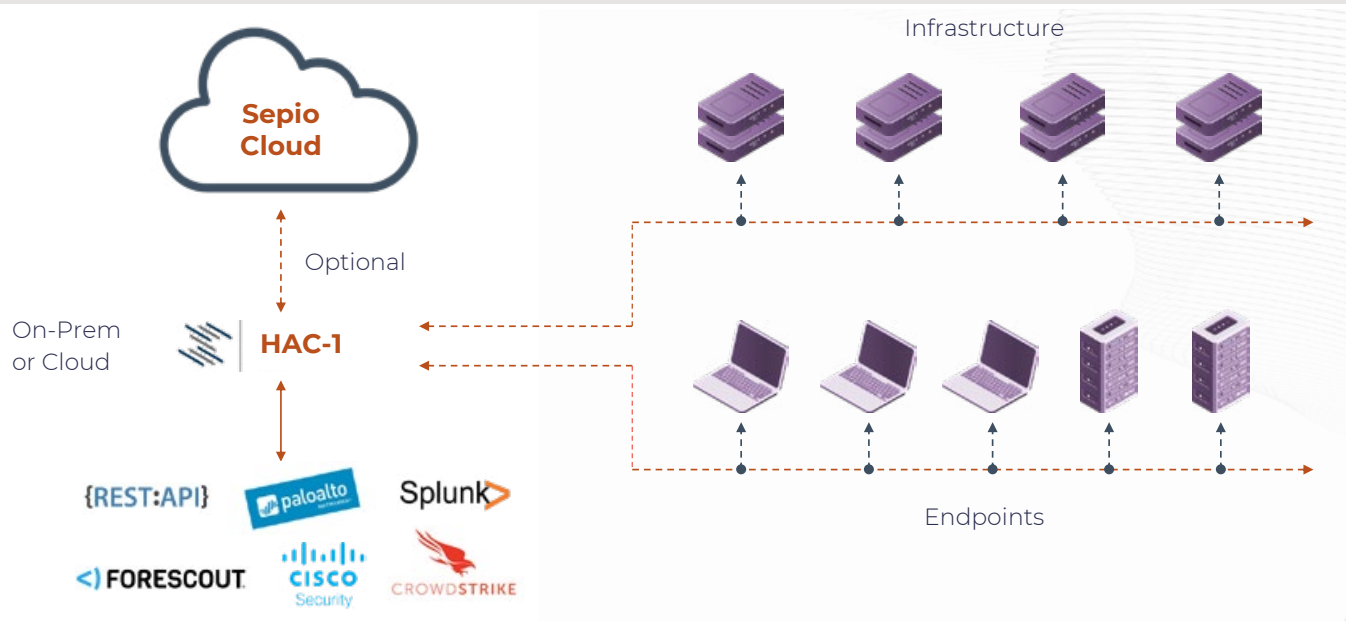 Infrastructure
Sepio
Cloud
Optional
On-Prem
or Cloud
HAC-1
{REST:API}
paloalto
Splunk>
<) FORESCOUT.
CISCO
Security
CROWDSTRIKE
Endpoints